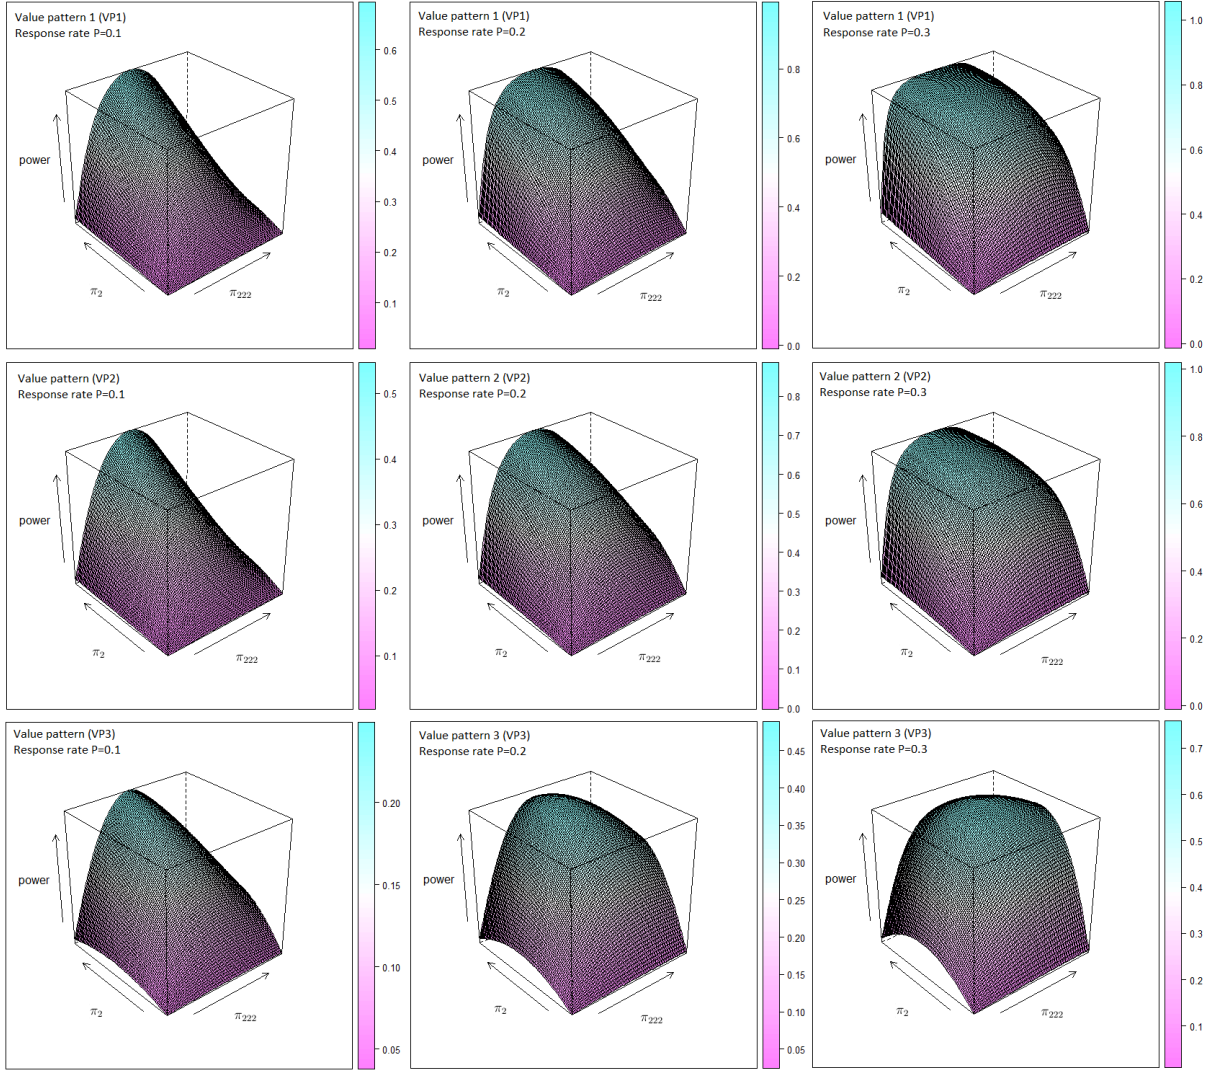 Value pattern 1 (VP1)
Response rate P=0.1
power
π₂
π₂₂₂
0.6
0.5
0.4
0.3
0.2
0.1
Value pattern 1 (VP1)
Response rate P=0.2
power
π₂
π₂₂₂
0.8
0.6
0.4
0.2
0.0
Value pattern 1 (VP1)
Response rate P=0.3
power
π₂
π₂₂₂
1.0
0.8
0.6
0.4
0.2
0.0
Value pattern (VP2)
Response rate P=0.1
power
π₂
π₂₂₂
0.5
0.4
0.3
0.2
0.1
Value pattern 2 (VP2)
Response rate P=0.2
power
π₂
π₂₂₂
0.8
0.7
0.6
0.5
0.4
0.3
0.2
0.1
0.0
Value pattern 2 (VP2)
Response rate P=0.3
power
π₂
π₂₂₂
1.0
0.8
0.6
0.4
0.2
0.0
Value pattern (VP3)
Response rate P=0.1
power
π₂
π₂₂₂
0.20
0.15
0.10
0.05
Value pattern 3 (VP3)
Response rate P=0.2
power
π₂
π₂₂₂
0.45
0.40
0.35
0.30
0.25
0.20
0.15
0.10
0.05
Value pattern 3 (VP3)
Response rate P=0.3
power
π₂
π₂₂₂
0.7
0.6
0.5
0.4
0.3
0.2
0.1